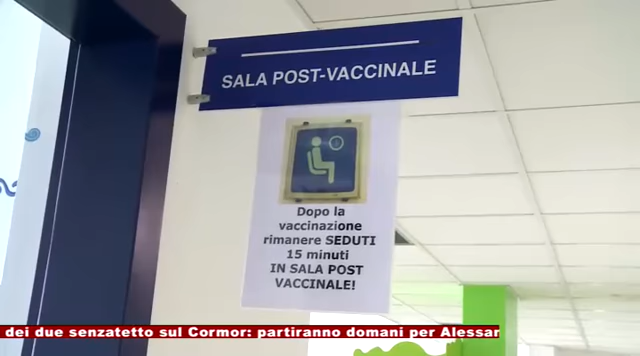 SALA POST-VACCINALE
Dopo la
vaccinazione
rimanere SEDUTI
15 minuti
IN SALA POST
VACCINALE!
dei due senzatetto sul Cormor: partiranno domani per